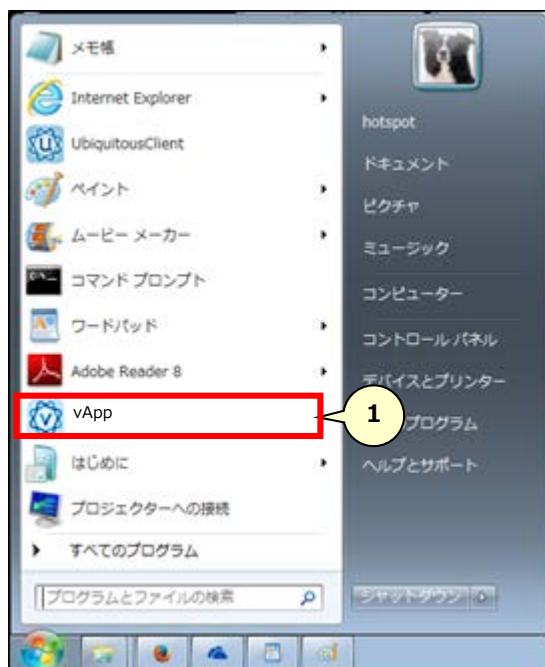 メモ帳
Internet Explorer
UbiquitousClient
ペイント
ムービー メーカー
コマンド プロンプト
ワードパッド
Adobe Reader 8
vApp
はじめに
プロジェクターへの接続
すべてのプログラム
プログラムとファイルの検索
hotspot
ドキュメント
ピクチャ
ミュージック
コンピューター
コントロール パネル
デバイスとプリンター
1
プログラム
ヘルプとサポート
シャットダウン